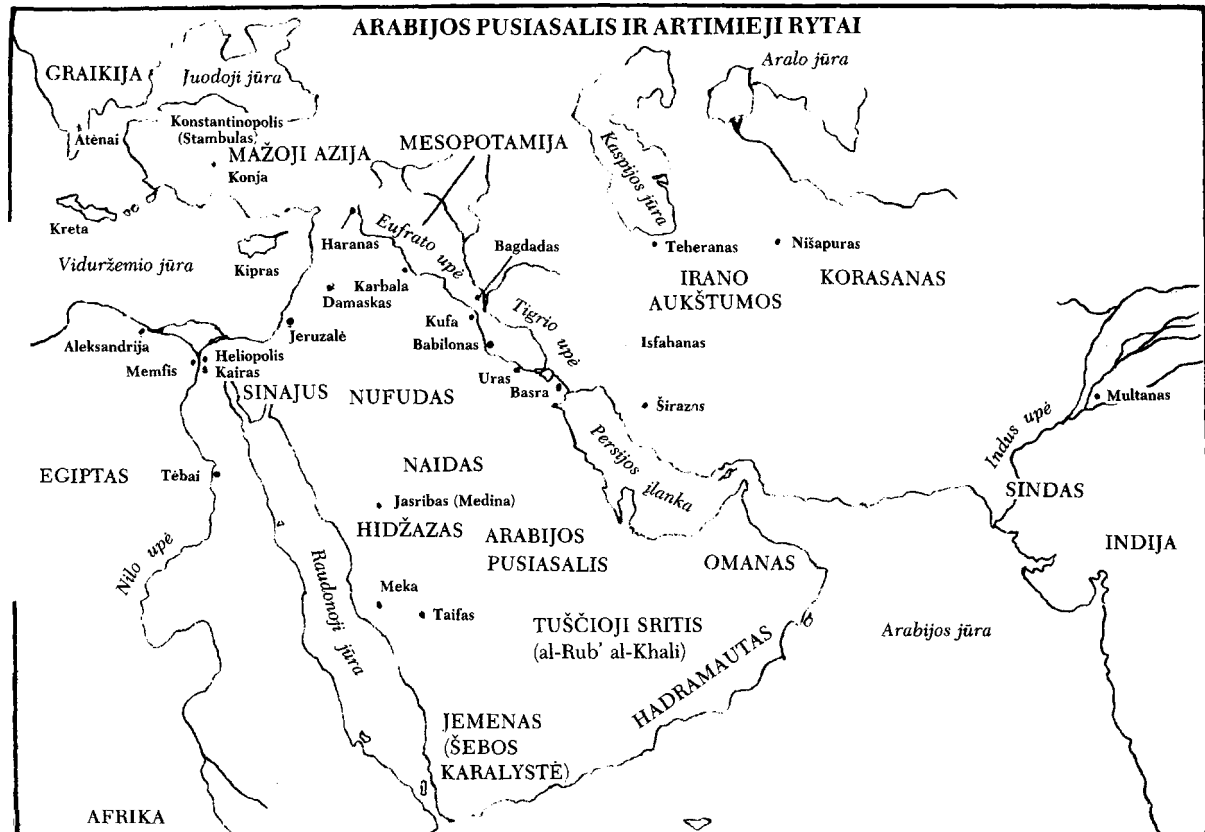 ARABIJOS PUSIASALIS IR ARTIMIEJI RYTAI
GRAIKIJA
Juodoji jūra
Aralo jūra
Atėnai
Konstantinopolis
(Stambulas)
MAŽOJI AZIJA
Konja
MESOPOTAMIJA
Kaspijos jūra
Kreta
Viduržemio jūra
Kipras
Haranas
Eufrato upė
Bagdadas
Teheranas
Nišapuras
IRANO
AUKŠTUMOS
KORASANAS
Karbala
Damaskas
Tigrio upė
Aleksandrija
Jeruzalė
Kufa
Babilonas
Isfahanas
Memfis
Heliopolis
Kairas
SINAJUS
NUFUDAS
Uras
Basra
Širazas
Multanas
Indus upė
EGIPTAS
Tėbai
NAIDAS
Persijos
įlanka
Jasribas (Medina)
HIDŽAZAS
ARABIJOS
PUSIASALIS
OMANAS
SINDAS
INDIJA
Nilo upė
Raudonoji jūra
Meka
Taifas
TUŠČIOJI SRITIS
(al-Rub' al-Khali)
Arabijos jūra
HADRAMAUTAS
JEMENAS
(ŠEBOS
KARALYSTĖ)
AFRIKA